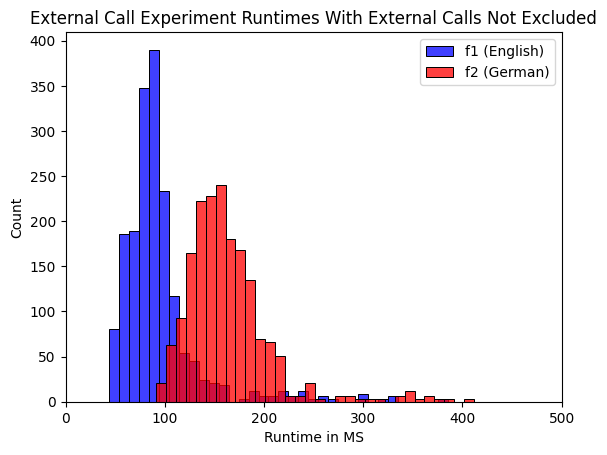 External Call Experiment Runtimes With External Calls Not Excluded
f1 (English)
f2 (German)
400
350
300
250
200
150
100
50
0
Count
0 100 200 300 400 500
Runtime in MS